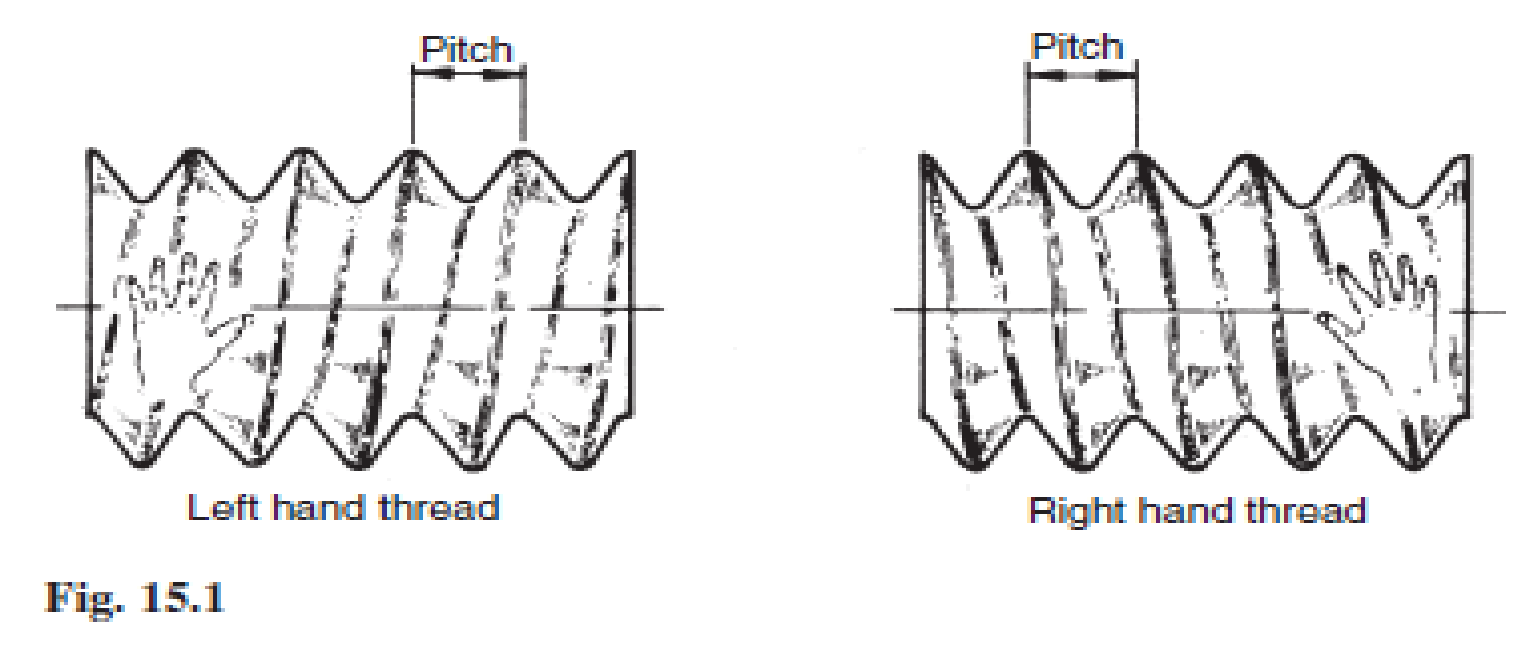 Pitch
Pitch
Left hand thread
Right hand thread
Fig. 15.1